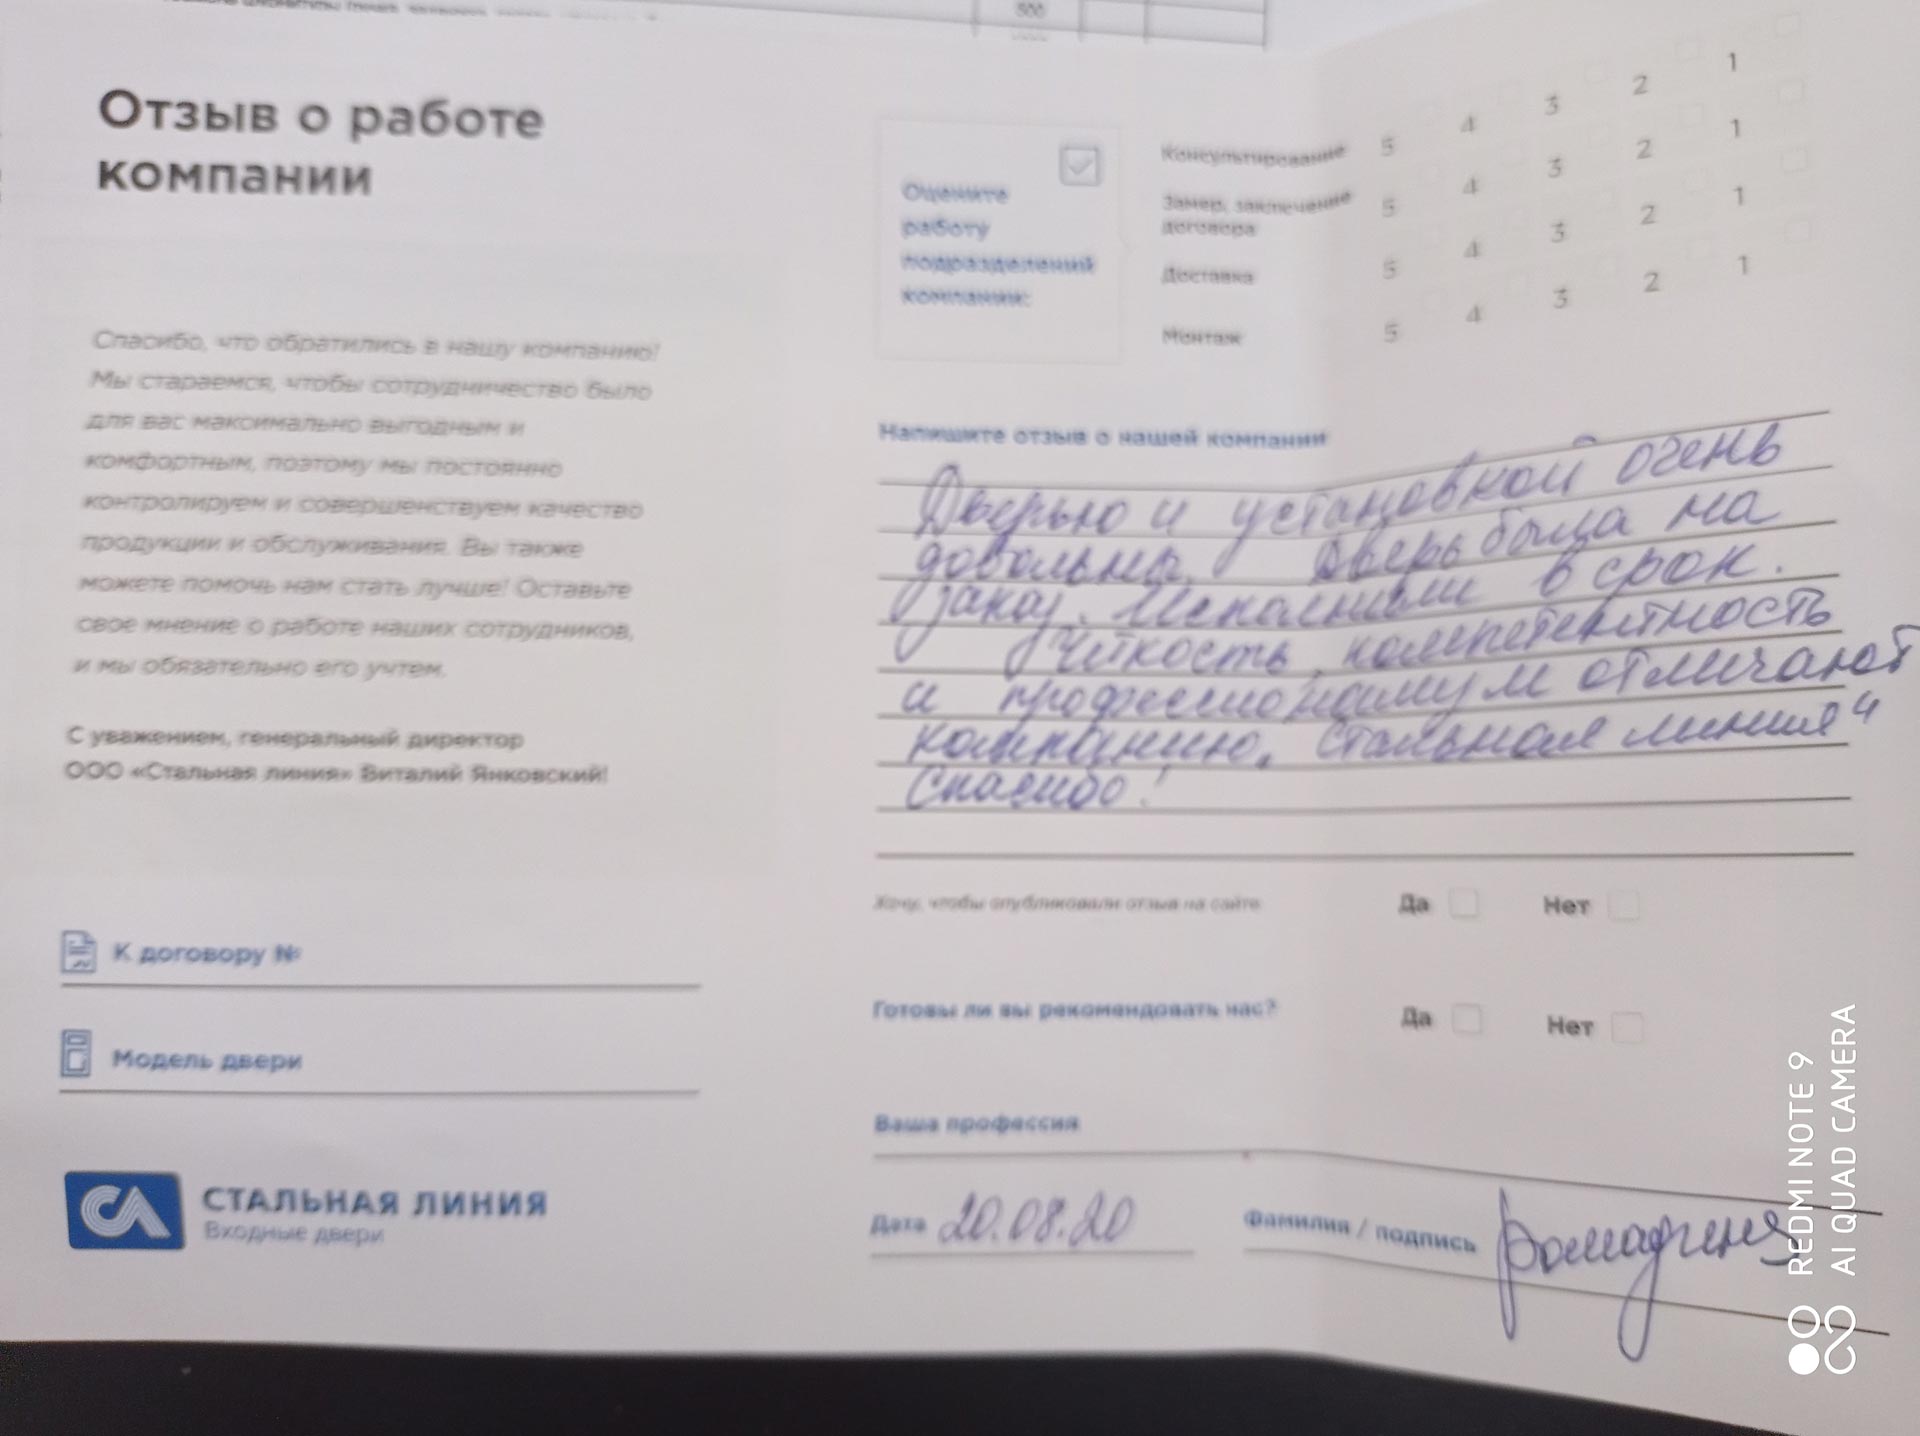 500
Отзыв о работе
компании
Спасибо, что обратились в нашу компанию!
Мы стараемся, чтобы сотрудничество было
для вас максимально выгодным и
комфортным, поэтому мы постоянно
контролируем и совершенствуем качество
продукции и обслуживания. Вы также
можете помочь нам стать лучше! Оставьте
свое мнение о работе наших сотрудников,
и мы обязательно его учтем.
С уважением, генеральный директор
ООО «Стальная линия» Виталий Янковский!
К договору №
Модель двери
СТАЛЬНАЯ ЛИНИЯ
Входные двери
Оцените
работу
подразделений
компании:
Консультирование 5 4 3 2 1
Замер, заключение
договора 5 4 3 2 1
Доставка 5 4 3 2 1
Монтаж 5 4 3 2 1
Напишите отзыв о нашей компании
Дверью и установкой очень
довольны. Дверь была на
заказ. Исполнили в срок.
Чёткость, компетентность
и профессионализм отличают
компанию „Стальная линия"
Спасибо!
Хочу, чтобы опубликовали отзыв на сайте Да Нет
Готовы ли вы рекомендовать нас? Да Нет
Ваша профессия
Дата 20.08.20 Фамилия / подпись
REDMI NOTE 9
AI QUAD CAMERA